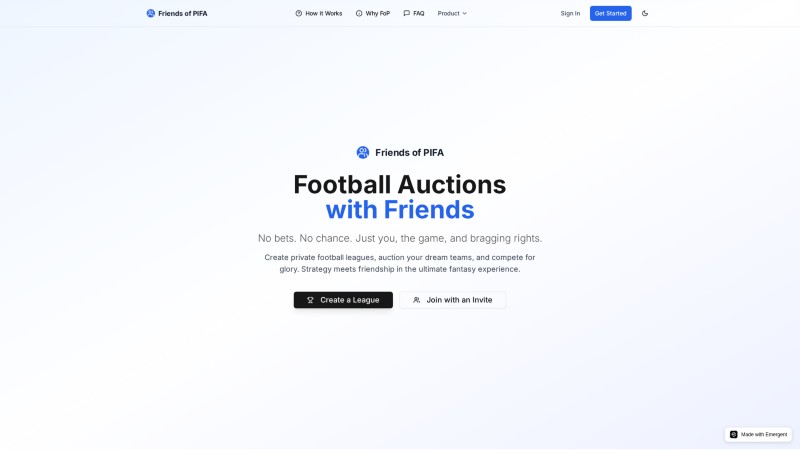 Friends of PIFA
How it Works
Why FoP
FAQ
Product
Sign In
Get Started
Friends of PIFA
Football Auctions
with Friends
No bets. No chance. Just you, the game, and bragging rights.
Create private football leagues, auction your dream teams, and compete for
glory. Strategy meets friendship in the ultimate fantasy experience.
Create a League
Join with an Invite
Made with Emergent